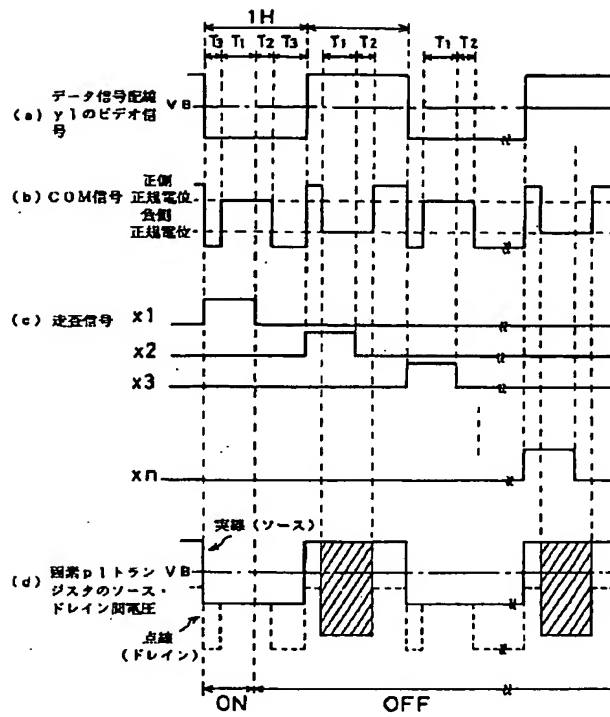 1H
T3 T1 T2 T3 T1 T2 T1 T2
(a) データ信号配線 y1のビデオ信号 VB
(b) COM信号 正側正規電位
負側正規電位
(c) 走査信号 x1
x2
x3
xn
実線(ソース)
(d) 画素p1トランジスタのソース・ドレイン間電圧 VB
点線(ドレイン)
ON OFF